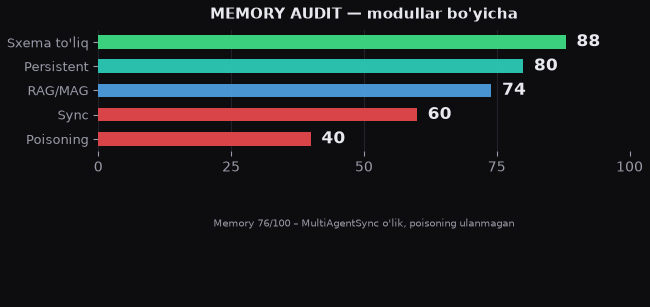 MEMORY AUDIT — modullar bo'yicha
Sxema to'liq 88
Persistent 80
RAG/MAG 74
Sync 60
Poisoning 40
0 25 50 75 100
Memory 76/100 – MultiAgentSync o'lik, poisoning ulanmagan